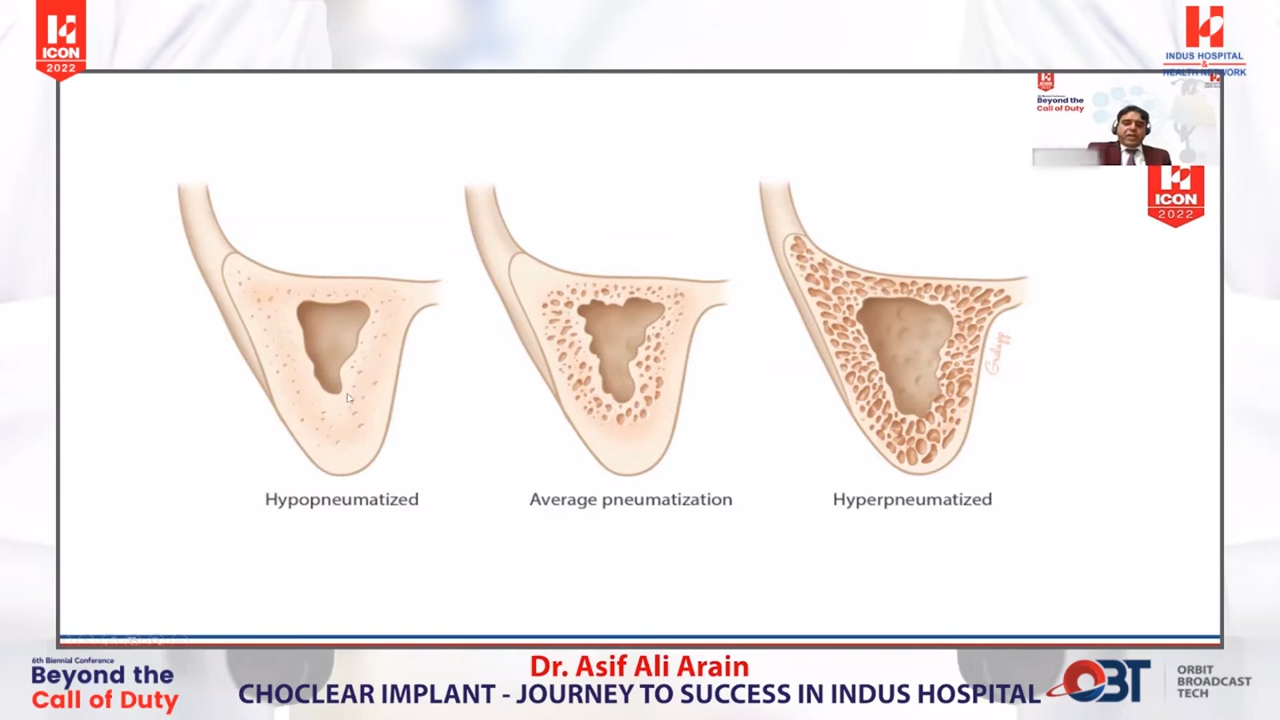 ICON
2022
INDUS HOSPITAL
&
HEALTH NETWORK
Beyond the
Call of Duty
ICON
2022
Hypopneumatized
Average pneumatization
Hyperpneumatized
6th Biennial Conference
Beyond the
Call of Duty
Dr. Asif Ali Arain
CHOCLEAR IMPLANT - JOURNEY TO SUCCESS IN INDUS HOSPITAL
OBT
ORBIT
BROADCAST
TECH